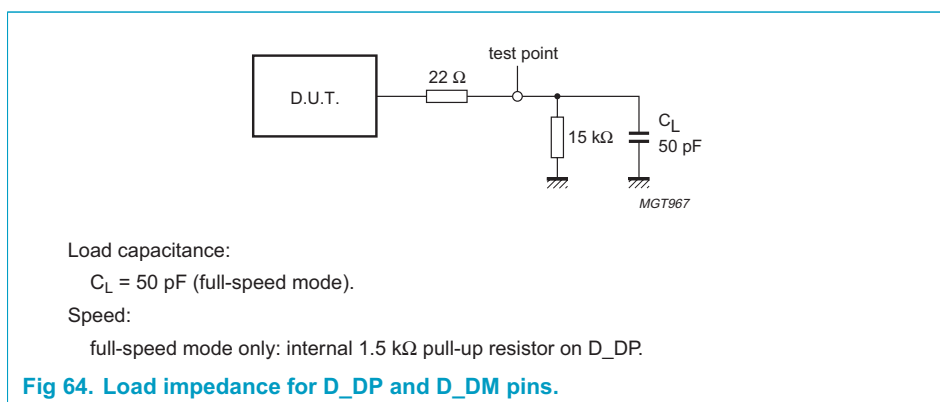 test point
22 Ω
D.U.T.
15 kΩ
CL
50 pF
MGT967
Load capacitance:
CL = 50 pF (full-speed mode).
Speed:
full-speed mode only: internal 1.5 kΩ pull-up resistor on D_DP.
Fig 64. Load impedance for D_DP and D_DM pins.